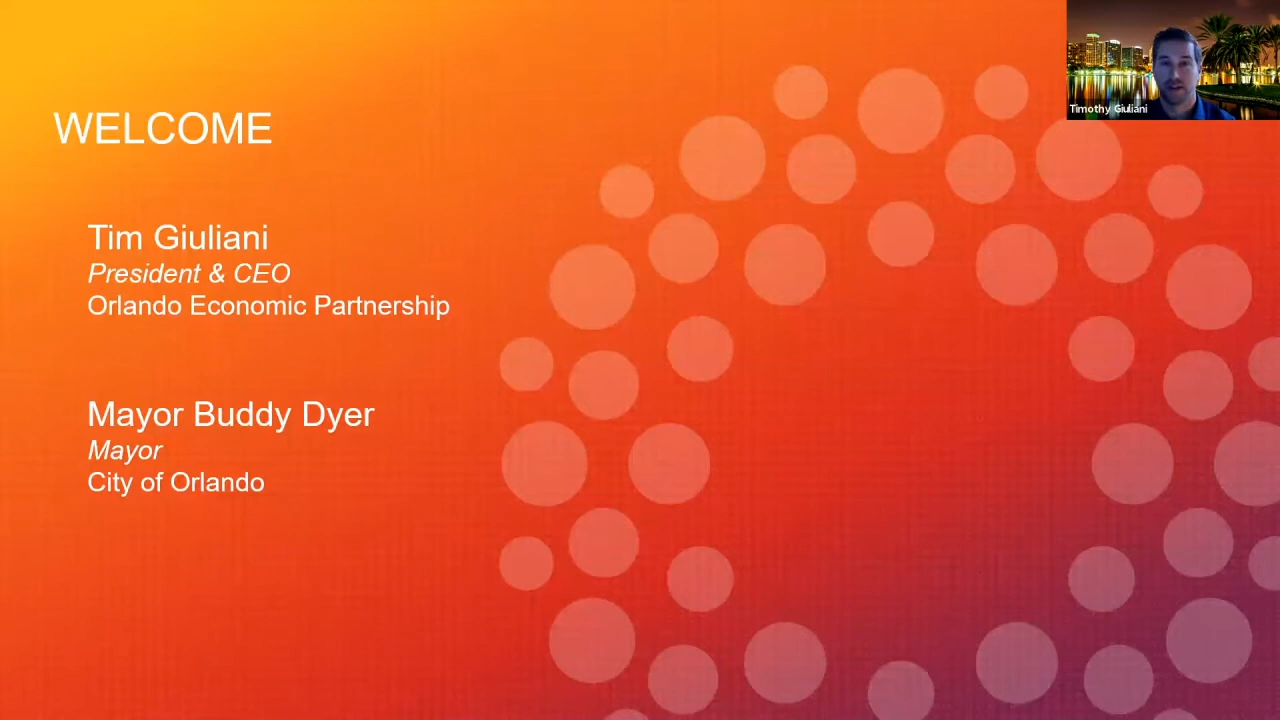 WELCOME
Tim Giuliani
President & CEO
Orlando Economic Partnership
Mayor Buddy Dyer
Mayor
City of Orlando
Timothy Giuliani